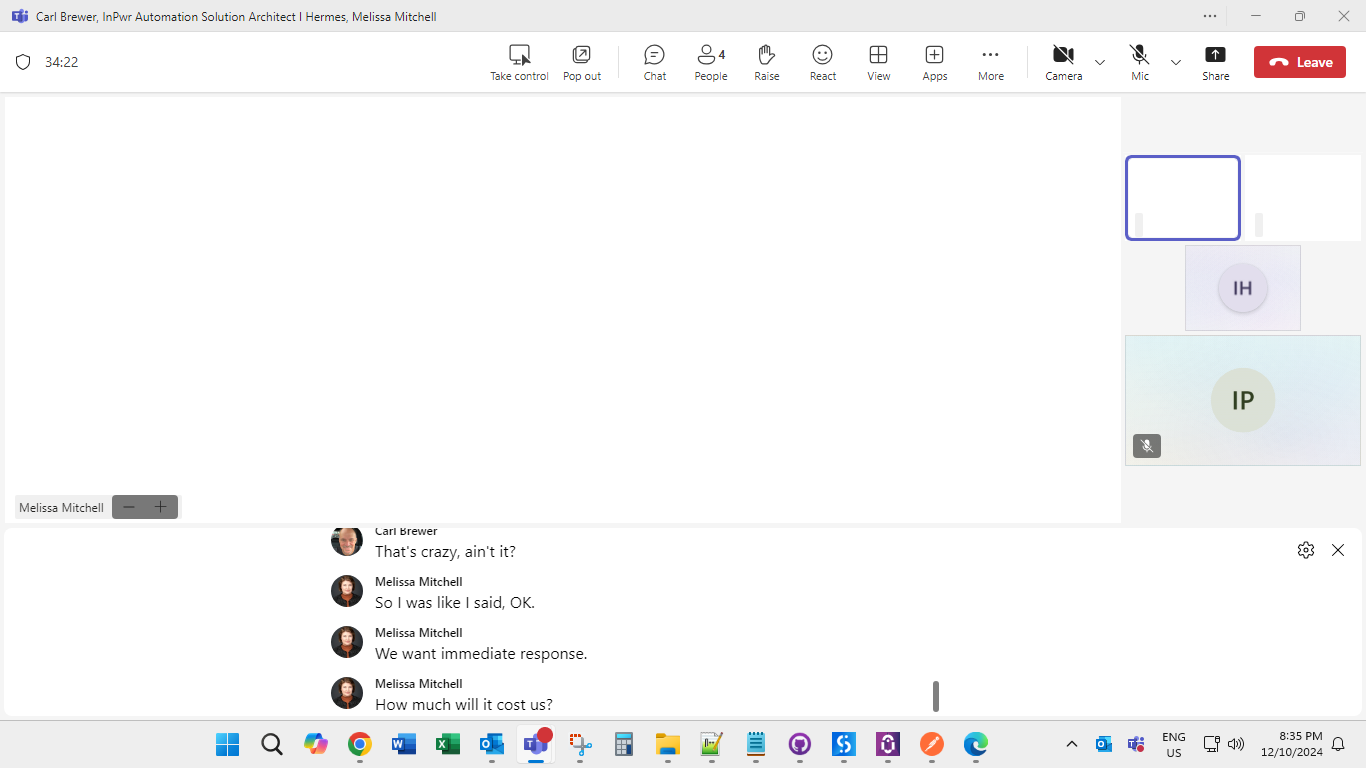 Carl Brewer, InPwr Automation Solution Architect I Hermes, Melissa Mitchell
34:22
Take control
Pop out
Chat
4
People
Raise
React
View
Apps
More
Camera
Mic
Share
Leave
IH
IP
Melissa Mitchell
Carl Brewer
That's crazy, ain't it?
Melissa Mitchell
So I was like I said, OK.
Melissa Mitchell
We want immediate response.
Melissa Mitchell
How much will it cost us?
ENG
US
8:35 PM
12/10/2024